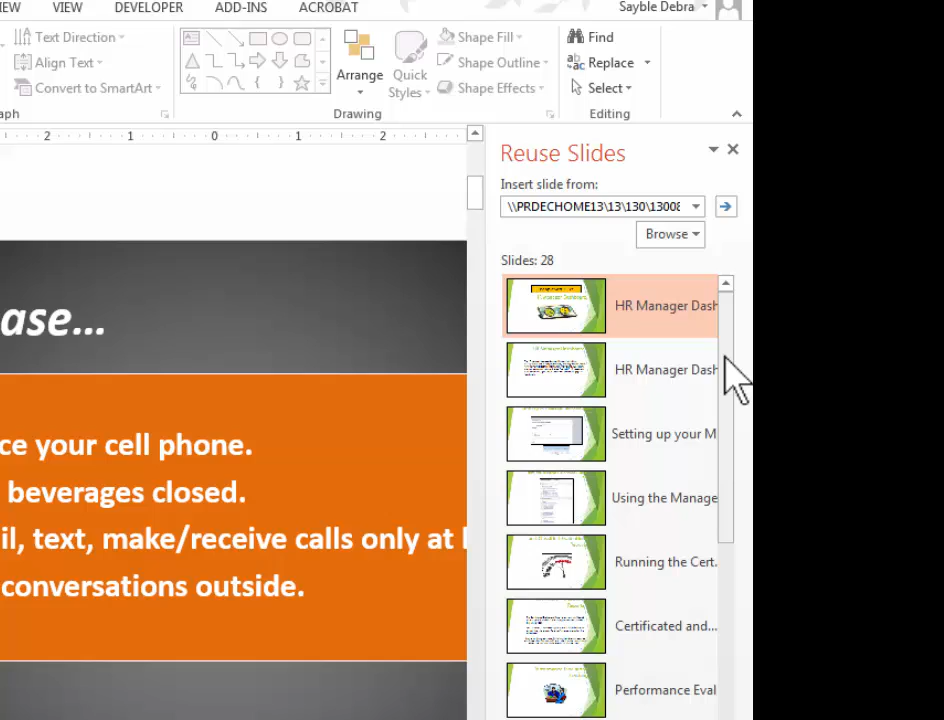 IEW VIEW DEVELOPER ADD-INS ACROBAT Sayble Debra
Text Direction Shape Fill Find
Align Text Arrange Quick Shape Outline Replace
Convert to SmartArt Styles Shape Effects Select
aph Drawing Editing
2 1 0 1 2
Reuse Slides
Insert slide from:
\\PRDECHOME13\13\130\13008
Browse
Slides: 28
HR Manager Dash
HR Manager Dash
Setting up your M
Using the Manage
Running the Cert.
Certificated and...
Performance Eval
ase...
ce your cell phone.
beverages closed.
il, text, make/receive calls only at
conversations outside.